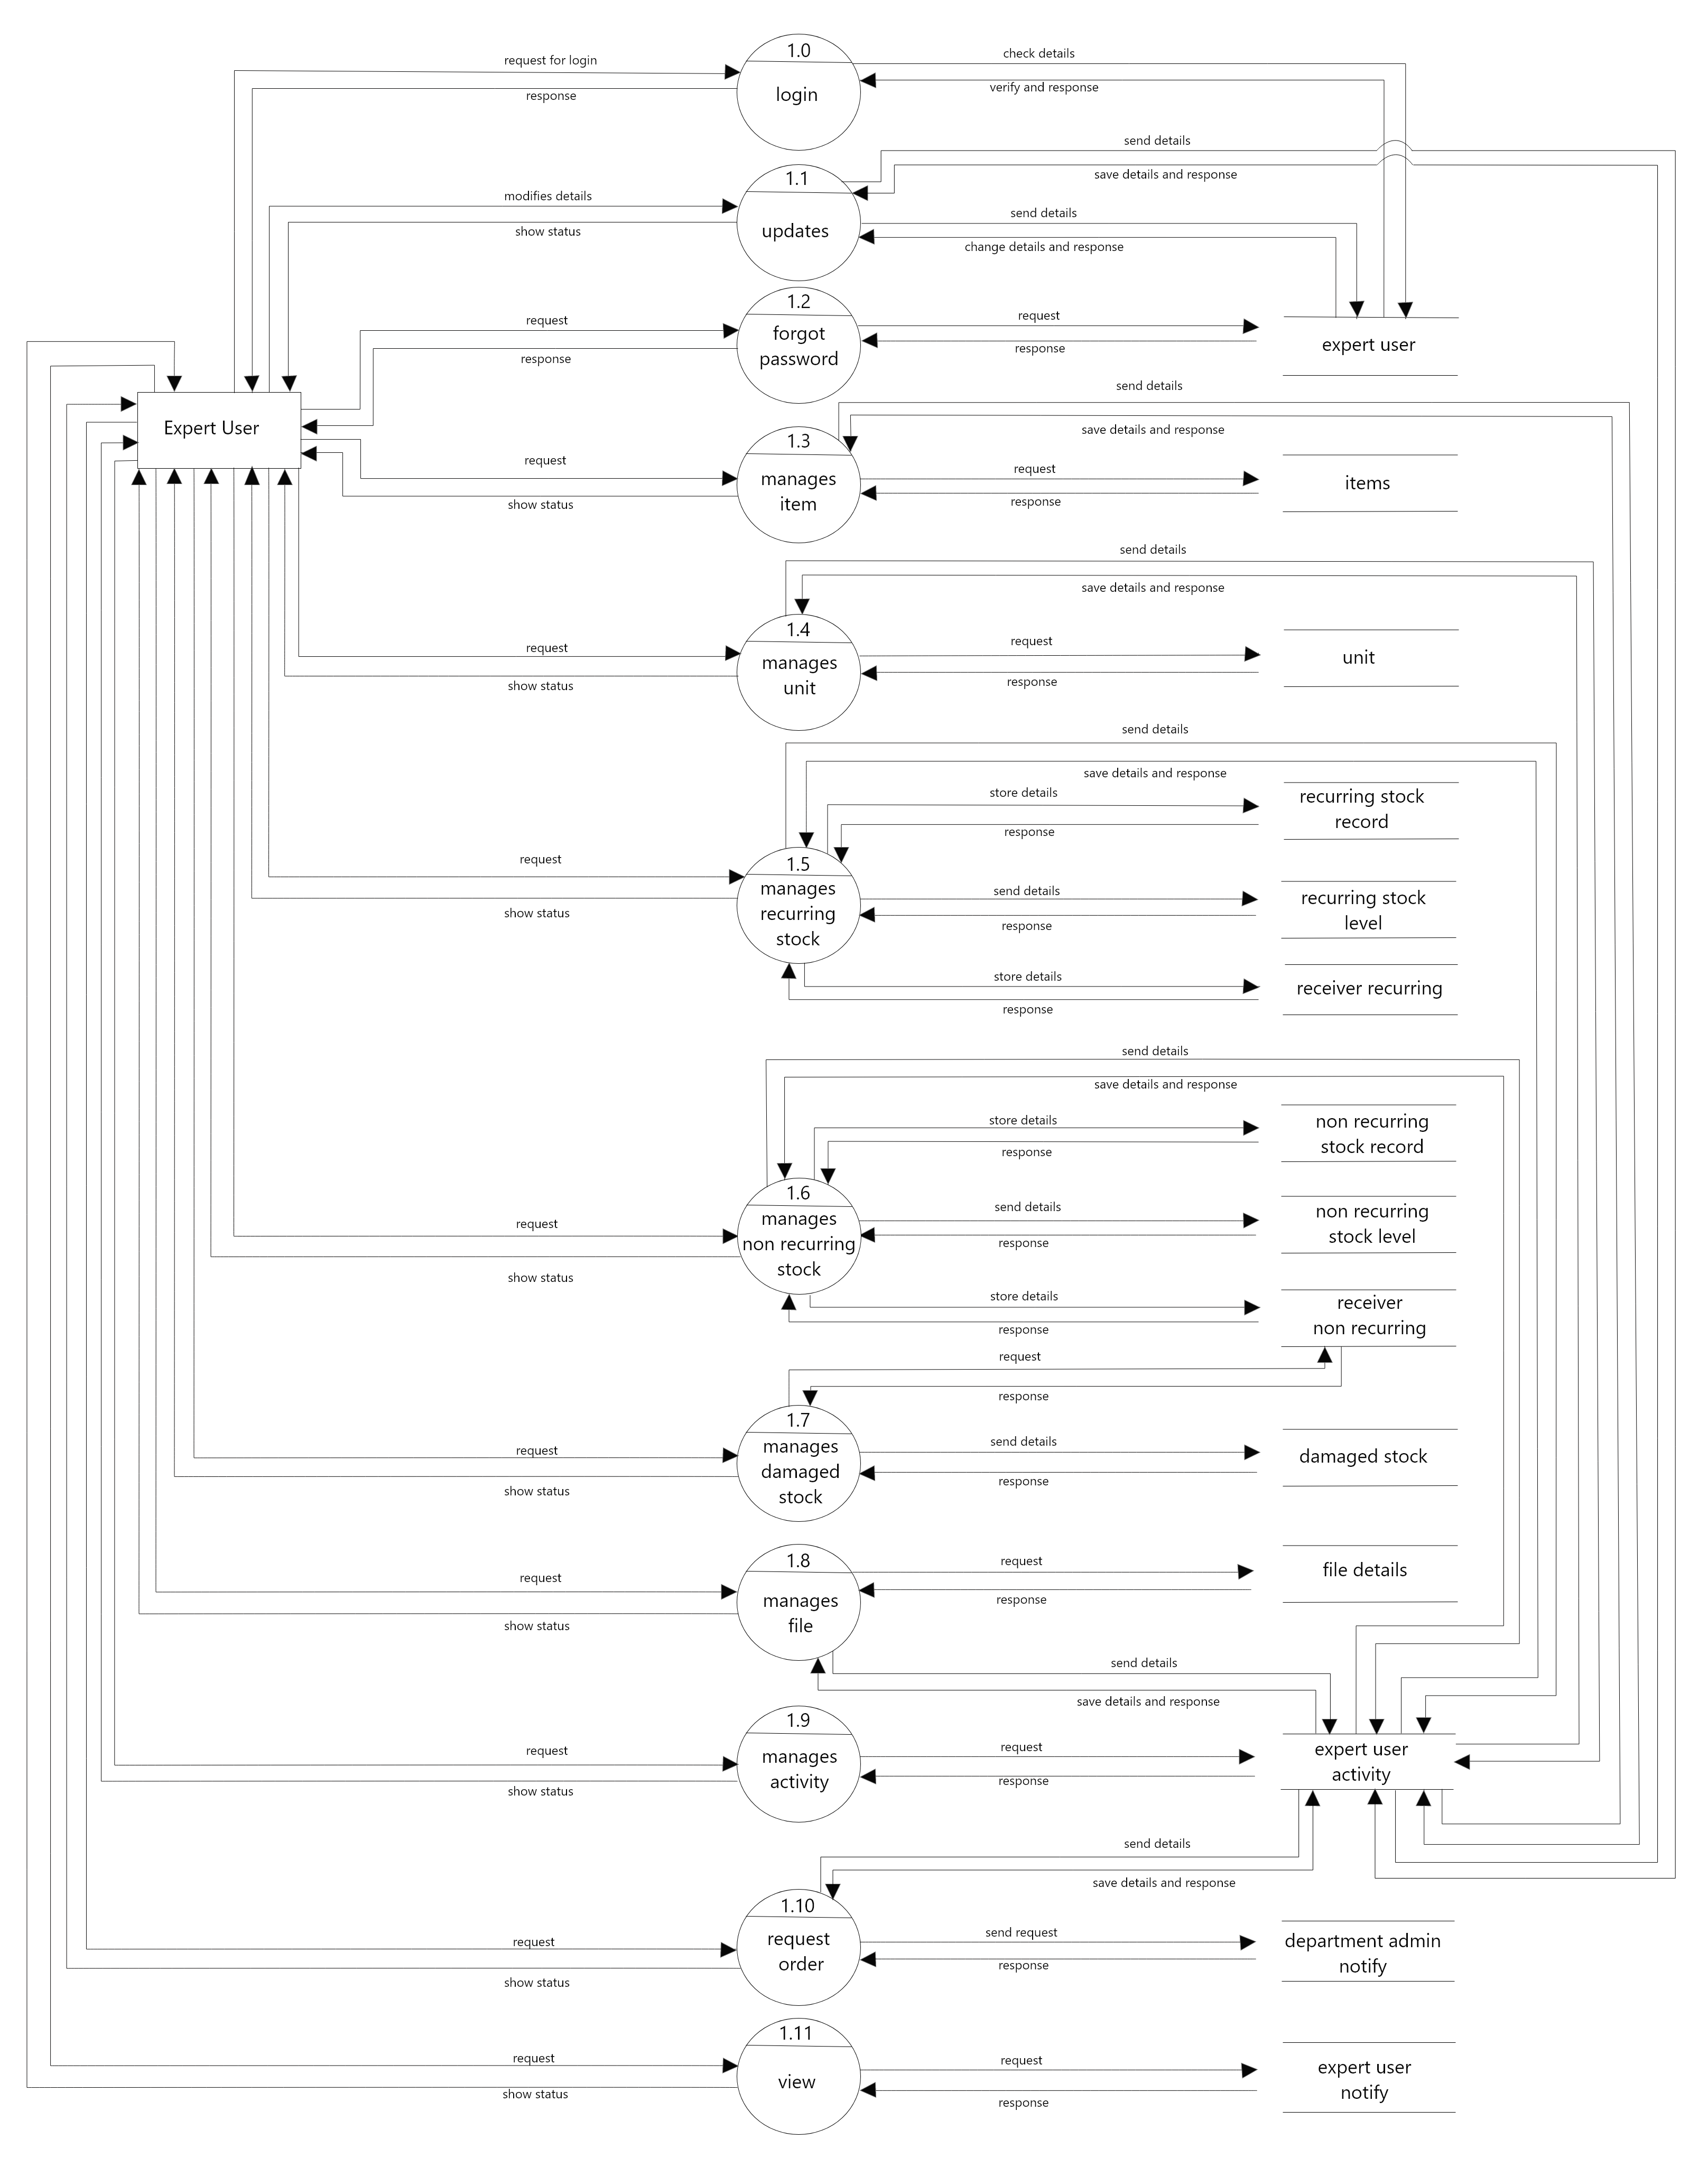 1.0
request for login
check details
login
verify and response
response
send details
1.1
save details and response
modifies details
send details
updates
show status
change details and response
1.2
request
request
forgot
password
expert user
response
response
send details
Expert User
save details and response
1.3
request
request
manages
item
items
show status
response
send details
save details and response
1.4
request
request
manages
unit
unit
show status
response
send details
save details and response
store details
recurring stock
record
response
request
1.5
manages
recurring
stock
send details
recurring stock
level
show status
response
store details
receiver recurring
response
send details
save details and response
store details
non recurring
stock record
response
1.6
manages
non recurring
stock
request
send details
non recurring
stock level
response
show status
store details
receiver
non recurring
response
request
response
1.7
manages
damaged
stock
request
send details
damaged stock
response
show status
1.8
request
file details
request
manages
file
response
show status
send details
save details and response
1.9
request
request
manages
activity
expert user
activity
response
show status
send details
save details and response
1.10
request
order
send request
department admin
notify
request
response
show status
1.11
request
request
view
expert user
notify
show status
response